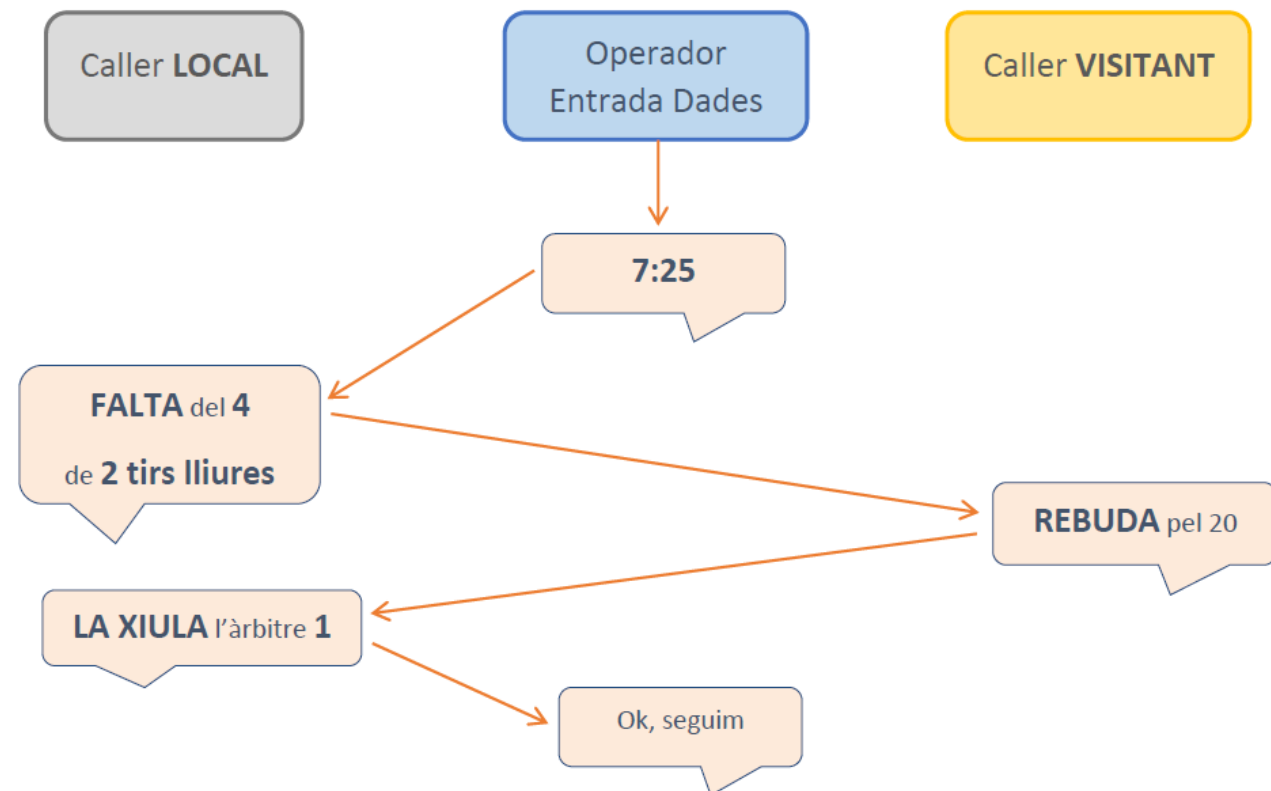 Caller LOCAL
Operador
Entrada Dades
Caller VISITANT
7:25
FALTA del 4
de 2 tirs lliures
REBUDA pel 20
LA XIULA l'àrbitre 1
Ok, seguim